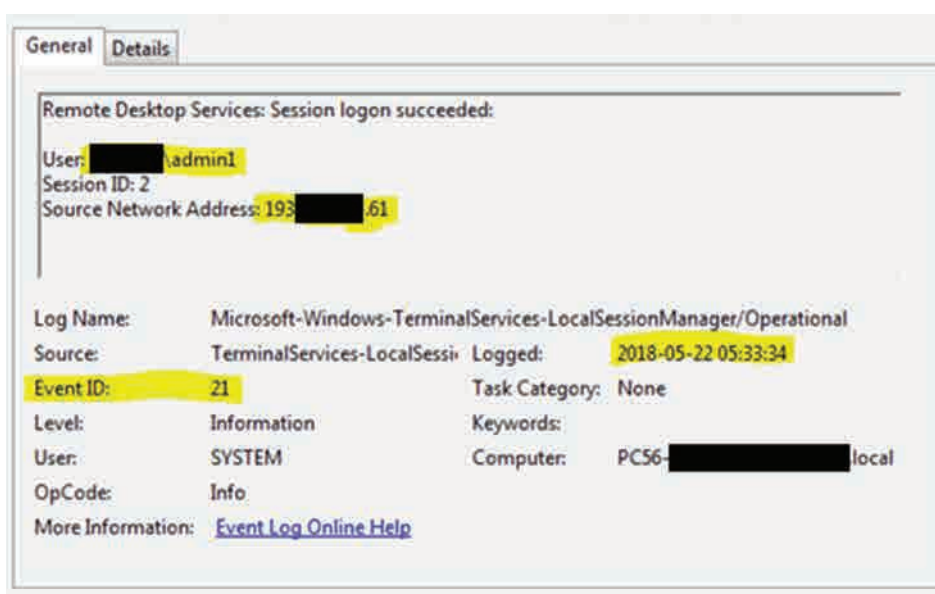 General Details
Remote Desktop Services: Session logon succeeded:
User: \admin1
Session ID: 2
Source Network Address: 193 .61
Log Name: Microsoft-Windows-TerminalServices-LocalSessionManager/Operational
Source: TerminalServices-LocalSessi Logged: 2018-05-22 05:33:34
Event ID: 21 Task Category: None
Level: Information Keywords:
User: SYSTEM Computer: PC56- local
OpCode: Info
More Information: Event Log Online Help